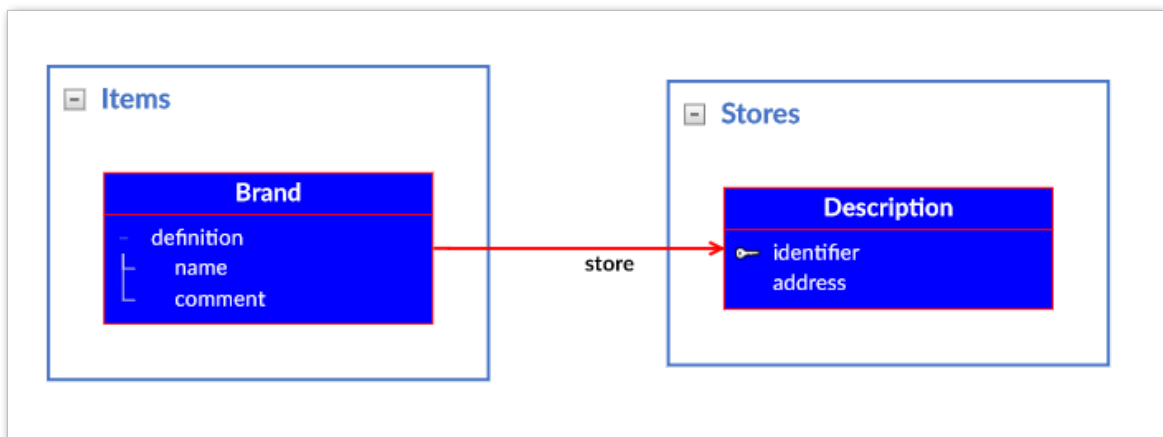 Items
Brand
definition
name
comment
store
Stores
Description
identifier
address